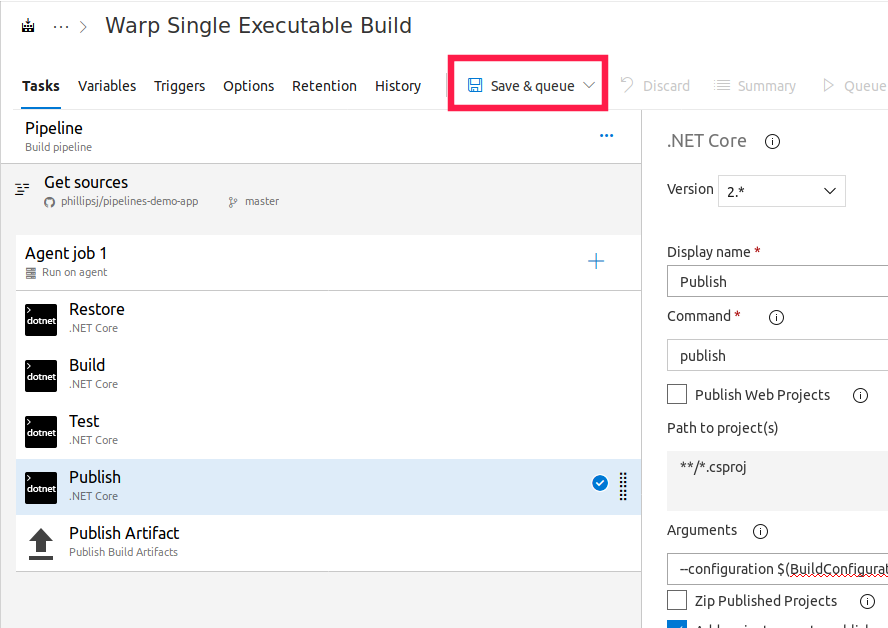 ··· > Warp Single Executable Build
Tasks Variables Triggers Options Retention History Save & queue Discard Summary Queue
Pipeline
Build pipeline
Get sources
phillipsj/pipelines-demo-app master
Agent job 1
Run on agent
>
dotnet
Restore
.NET Core
>
dotnet
Build
.NET Core
>
dotnet
Test
.NET Core
>
dotnet
Publish
.NET Core
Publish Artifact
Publish Build Artifacts
.NET Core
Version 2.*
Display name *
Publish
Command *
publish
Publish Web Projects
Path to project(s)
**/*.csproj
Arguments
--configuration $(BuildConfigurat
Zip Published Projects